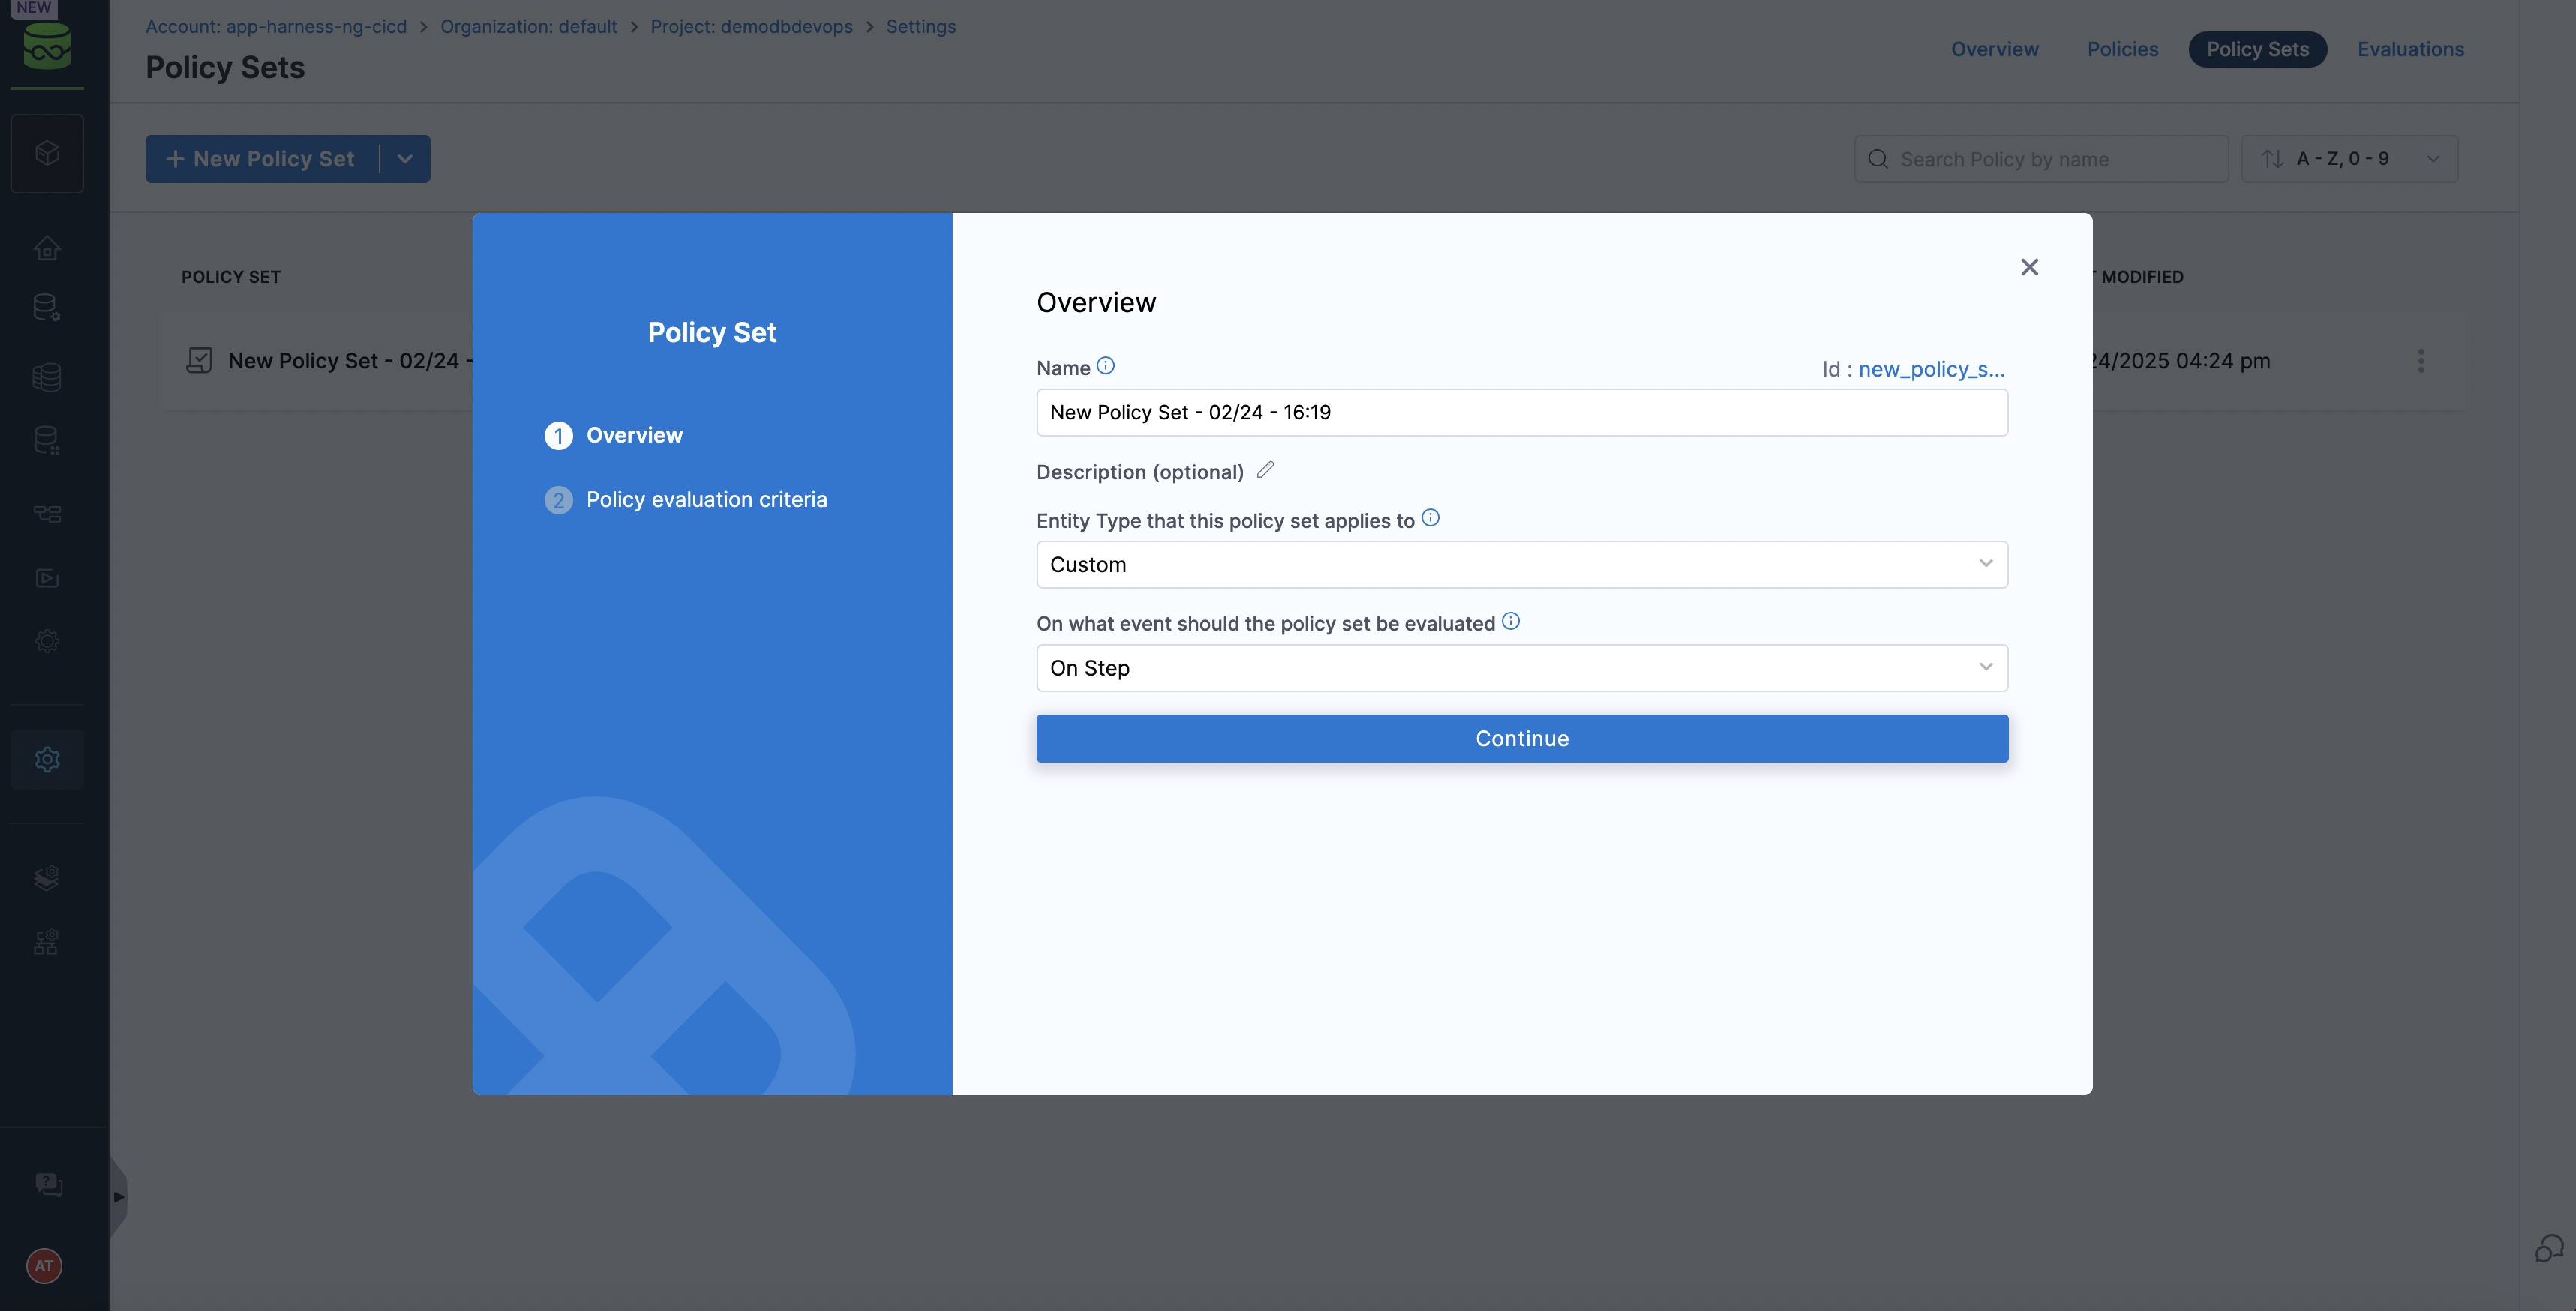 NEW
Account: app-harness-ng-cicd > Organization: default > Project: demodbdevops > Settings
Policy Sets
Overview Policies Policy Sets Evaluations
+ New Policy Set
Search Policy by name
A - Z, 0 - 9
POLICY SET
T MODIFIED
New Policy Set - 02/24 -
24/2025 04:24 pm
Policy Set
1 Overview
2 Policy evaluation criteria
Overview
Name
Id : new_policy_s...
New Policy Set - 02/24 - 16:19
Description (optional)
Entity Type that this policy set applies to
Custom
On what event should the policy set be evaluated
On Step
Continue
AT